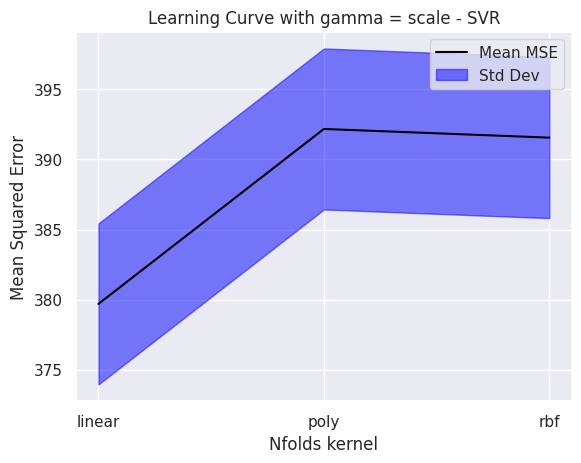 Learning Curve with gamma = scale - SVR
Mean MSE
Std Dev
Mean Squared Error
395
390
385
380
375
linear
poly
rbf
Nfolds kernel